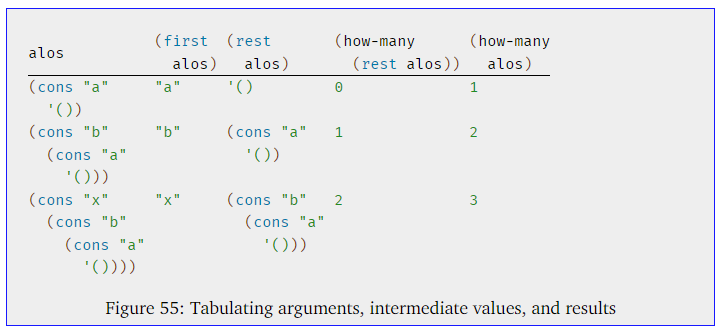 alos (first alos) (rest alos) (how-many (rest alos)) (how-many alos)
(cons "a" '()) "a" '() 0 1
(cons "b" (cons "a" '())) "b" (cons "a" '()) 1 2
(cons "x" (cons "b" (cons "a" '()))) "x" (cons "b" (cons "a" '())) 2 3
Figure 55: Tabulating arguments, intermediate values, and results